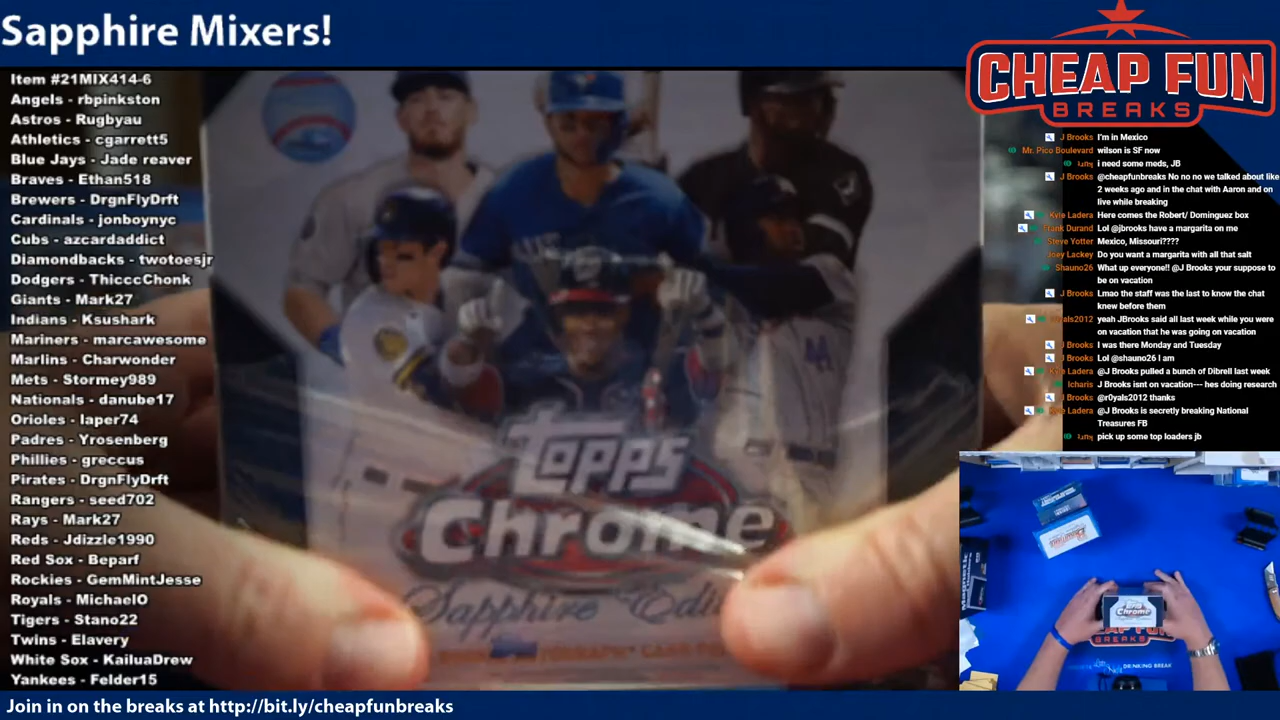 Sapphire Mixers!
Item #21MIX414-6
Angels - rbpinkston
Astros - Rugbyau
Athletics - cgarrett5
Blue Jays - Jade reaver
Braves - Ethan518
Brewers - DrgnFlyDrft
Cardinals - jonboynyc
Cubs - azcardaddict
Diamondbacks - twotoesjr
Dodgers - ThicccChonk
Giants - Mark27
Indians - Ksushark
Mariners - marcawesome
Marlins - Charwonder
Mets - Stormey989
Nationals - danube17
Orioles - laper74
Padres - Yrosenberg
Phillies - greccus
Pirates - DrgnFlyDrft
Rangers - seed702
Rays - Mark27
Reds - Jdizzle1990
Red Sox - Beparf
Rockies - GemMintJesse
Royals - MichaelO
Tigers - Stano22
Twins - Elavery
White Sox - KailuaDrew
Yankees - Felder15
Topps
Chrome
Sapphire
CHEAP FUN
BREAKS
J Brooks I'm in Mexico
Mr. Pico Boulevard wilson is SF now
i need some meds, JB
J Brooks @cheapfunbreaks No no no we talked about like
2 weeks ago and in the chat with Aaron and on
live while breaking
Kyle Ladera Here comes the Robert/ Dominguez box
Frank Durand Lol @jbrooks have a margarita on me
Steve Yotter Mexico, Missouri????
Joey Lackey Do you want a margarita with all that salt
Shauno26 What up everyone!! @J Brooks your suppose to
be on vacation
J Brooks Lmao the staff was the last to know the chat
knew before them
yeah JBrooks said all last week while you were
on vacation that he was going on vacation
J Brooks I was there Monday and Tuesday
J Brooks Lol @shauno26 I am
Kyle Ladera @J Brooks pulled a bunch of Dibrell last week
Icharis J Brooks isnt on vacation--- hes doing research
J Brooks @r0yals2012 thanks
Kyle Ladera @J Brooks is secretly breaking National
Treasures FB
pick up some top loaders jb
Chrome
BREAKS
DRINKING BREAK
Join in on the breaks at http://bit.ly/cheapfunbreaks